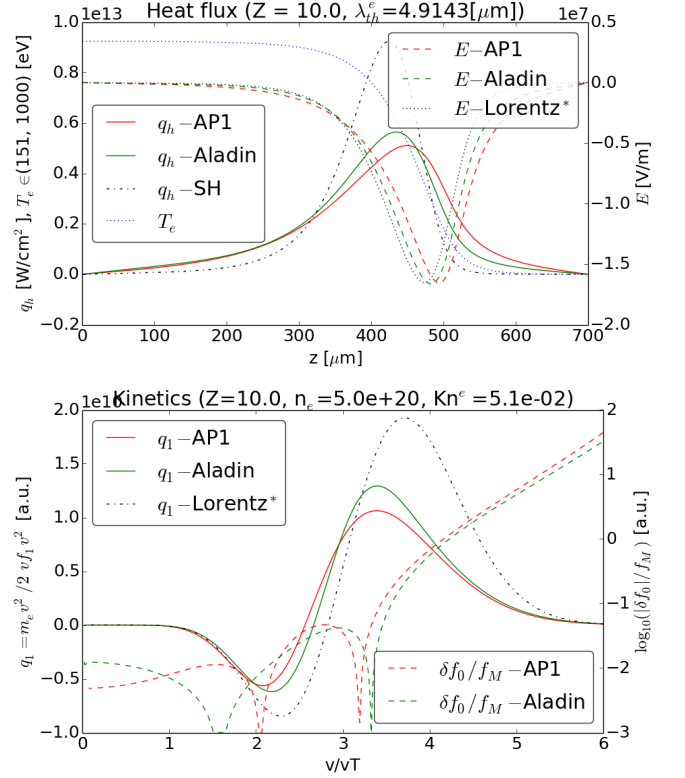 Heat flux (Z = 10.0, λ_th^e=4.9143[μm])
1e13
1e7
q_h [W/cm² ], T_e ∈(151, 1000) [eV]
1.0
0.8
0.6
0.4
0.2
0.0
−0.2
q_h −AP1
q_h −Aladin
q_h −SH
T_e
E−AP1
E−Aladin
E−Lorentz*
0.5
0.0
−0.5
−1.0
−1.5
−2.0
E [V/m]
0 100 200 300 400 500 600 700
z [μm]
Kinetics (Z=10.0, n_e=5.0e+20, Kn^e =5.1e-02)
q_1 =m_e v² /2 vf_1 v² [a.u.]
2.0
1.5
1.0
0.5
0.0
−0.5
−1.0
q_1 −AP1
q_1 −Aladin
q_1 −Lorentz*
δf_0/f_M −AP1
δf_0/f_M −Aladin
2
1
0
−1
−2
−3
log_10(|δf_0|/f_M) [a.u.]
0 1 2 3 4 5 6
v/vT